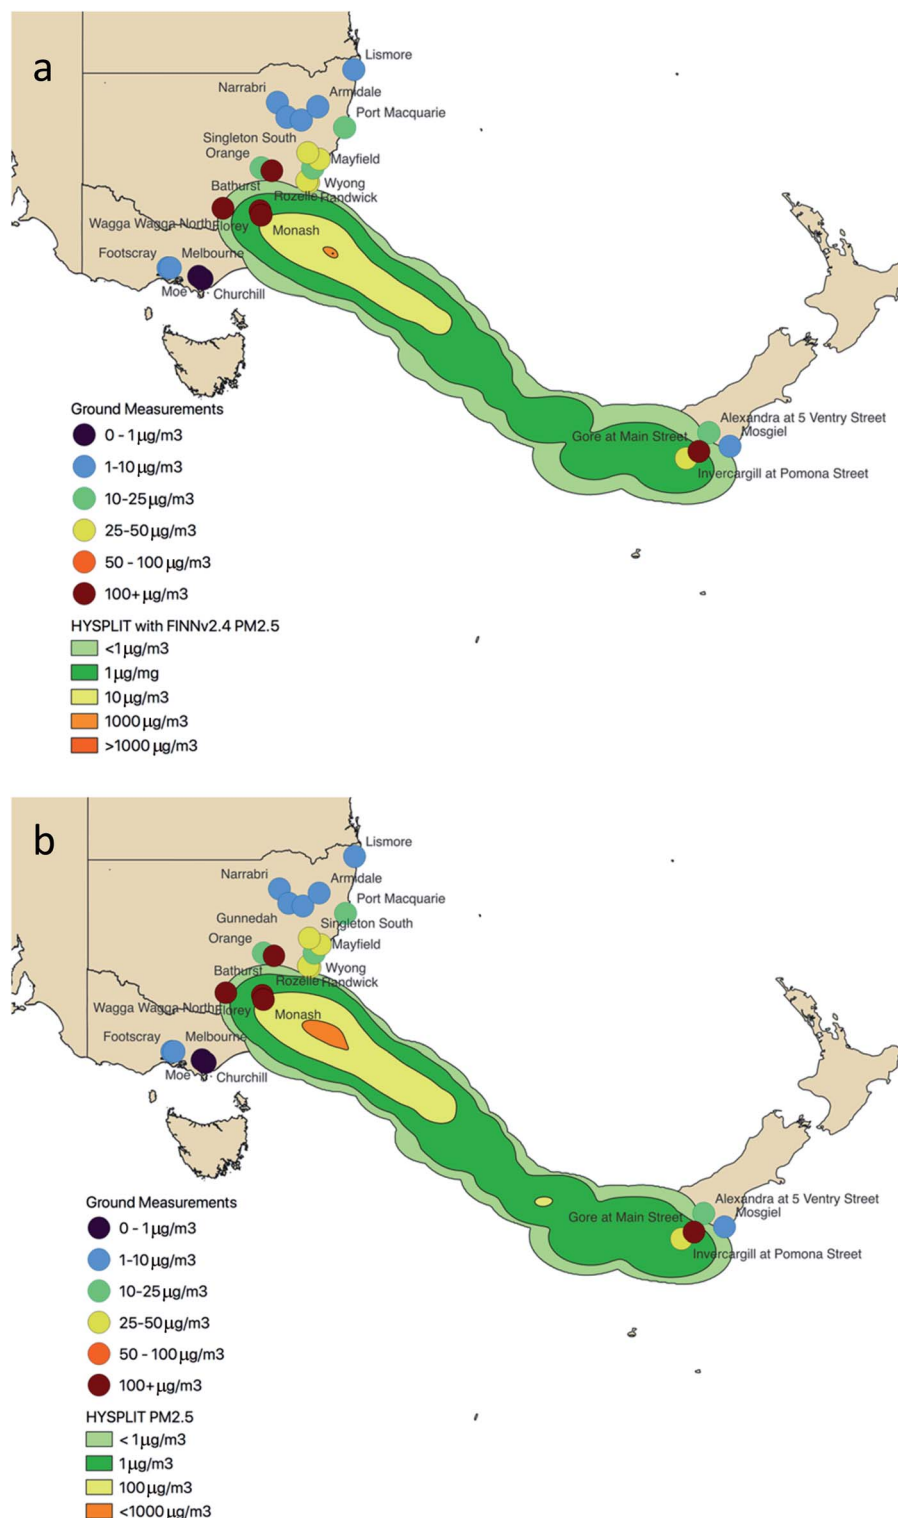 a
Lismore
Narrabri
Armidale
Port Macquarie
Singleton South
Orange
Mayfield
Bathurst
Wyong
Rozelle Randwick
Wagga Wagga North Florey
Monash
Footscray
Melbourne
Moe
Churchill
Alexandra at 5 Ventry Street
Mosgiel
Gore at Main Street
Invercargill at Pomona Street
Ground Measurements
0 - 1 µg/m3
1-10 µg/m3
10-25 µg/m3
25-50 µg/m3
50 - 100 µg/m3
100+ µg/m3
HYSPLIT with FINNv2.4 PM2.5
<1 µg/m3
1 µg/mg
10 µg/m3
1000 µg/m3
>1000 µg/m3
b
Lismore
Narrabri
Armidale
Port Macquarie
Gunnedah
Singleton South
Orange
Mayfield
Bathurst
Wyong
Rozelle Randwick
Wagga Wagga North Florey
Monash
Footscray
Melbourne
Moe
Churchill
Alexandra at 5 Ventry Street
Mosgiel
Gore at Main Street
Invercargill at Pomona Street
Ground Measurements
0 - 1 µg/m3
1-10 µg/m3
10-25 µg/m3
25-50 µg/m3
50 - 100 µg/m3
100+ µg/m3
HYSPLIT PM2.5
< 1 µg/m3
1 µg/m3
100 µg/m3
<1000 µg/m3